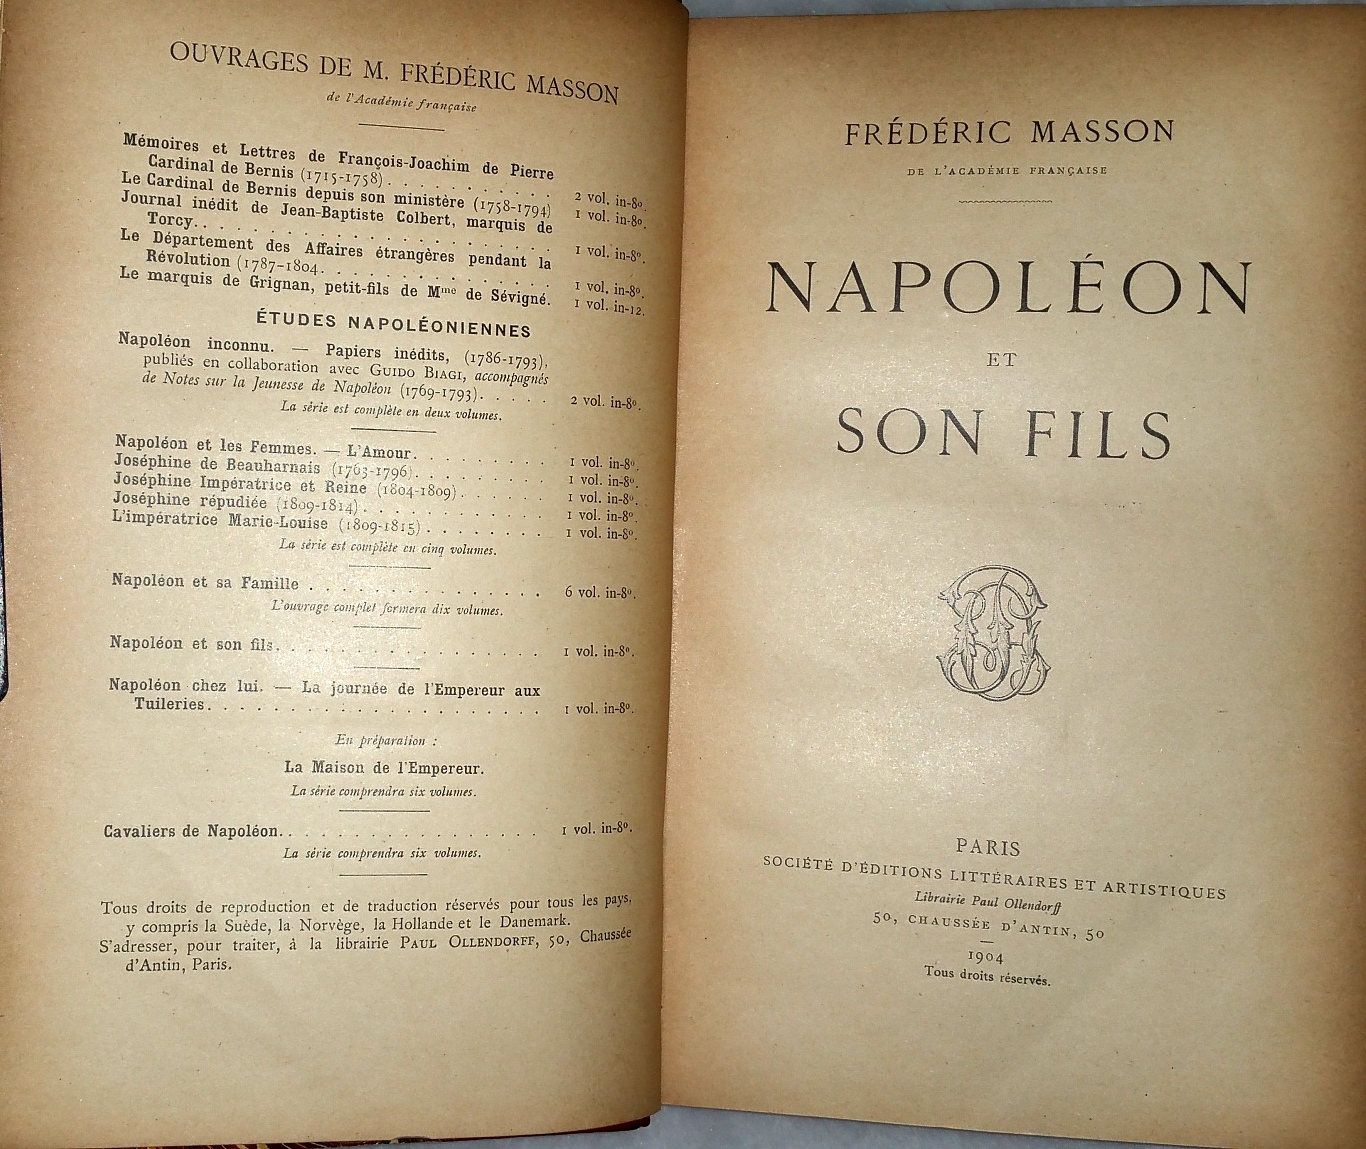 OUVRAGES DE M. FRÉDÉRIC MASSON
de l'Académie française
Mémoires et Lettres de François-Joachim de Pierre
Cardinal de Bernis (1715-1758). . . . . . . . . . 2 vol. in-8º.
Le Cardinal de Bernis depuis son ministère (1758-1794) 1 vol. in-8º.
Journal inédit de Jean-Baptiste Colbert, marquis de
Torcy. . . . . . . . . . . . . . . . . . . . 1 vol. in-8º.
Le Département des Affaires étrangères pendant la
Révolution (1787-1804. . . . . . . . . . . . . 1 vol. in-8º.
Le marquis de Grignan, petit-fils de Mme de Sévigné. 1 vol. in-12.
ÉTUDES NAPOLÉONIENNES
Napoléon inconnu. — Papiers inédits, (1786-1793),
publiés en collaboration avec GUIDO BIAGI, accompagnés
de Notes sur la Jeunesse de Napoléon (1769-1793). . . . . 2 vol. in-8º.
La série est complète en deux volumes.
Napoléon et les Femmes. — L'Amour. . . . . . . . . 1 vol. in-8º.
Joséphine de Beauharnais (1763-1796). . . . . . . . . 1 vol. in-8º.
Joséphine Impératrice et Reine (1804-1809). . . . . . 1 vol. in-8º.
Joséphine répudiée (1809-1814) . . . . . . . . . . . 1 vol. in-8º.
L'impératrice Marie-Louise (1809-1815) . . . . . . . . 1 vol. in-8º.
La série est complète en cinq volumes.
Napoléon et sa Famille . . . . . . . . . . . . . . . 6 vol. in-8º.
L'ouvrage complet formera dix volumes.
Napoléon et son fils. . . . . . . . . . . . . . . . . 1 vol. in-8º.
Napoléon chez lui. — La journée de l'Empereur aux
Tuileries. . . . . . . . . . . . . . . . . . . . . 1 vol. in-8º.
En préparation :
La Maison de l'Empereur.
La série comprendra six volumes.
Cavaliers de Napoléon. . . . . . . . . . . . . . . . 1 vol. in-8º.
La série comprendra six volumes.
Tous droits de reproduction et de traduction réservés pour tous les pays,
y compris la Suède, la Norvège, la Hollande et le Danemark.
S'adresser, pour traiter, à la librairie PAUL OLLENDORFF, 50, Chaussée
d'Antin, Paris.
FRÉDÉRIC MASSON
DE L'ACADÉMIE FRANÇAISE
NAPOLÉON
ET
SON FILS
PARIS
SOCIÉTÉ D'ÉDITIONS LITTÉRAIRES ET ARTISTIQUES
Librairie Paul Ollendorff
50, CHAUSSÉE D'ANTIN, 50
1904
Tous droits réservés.